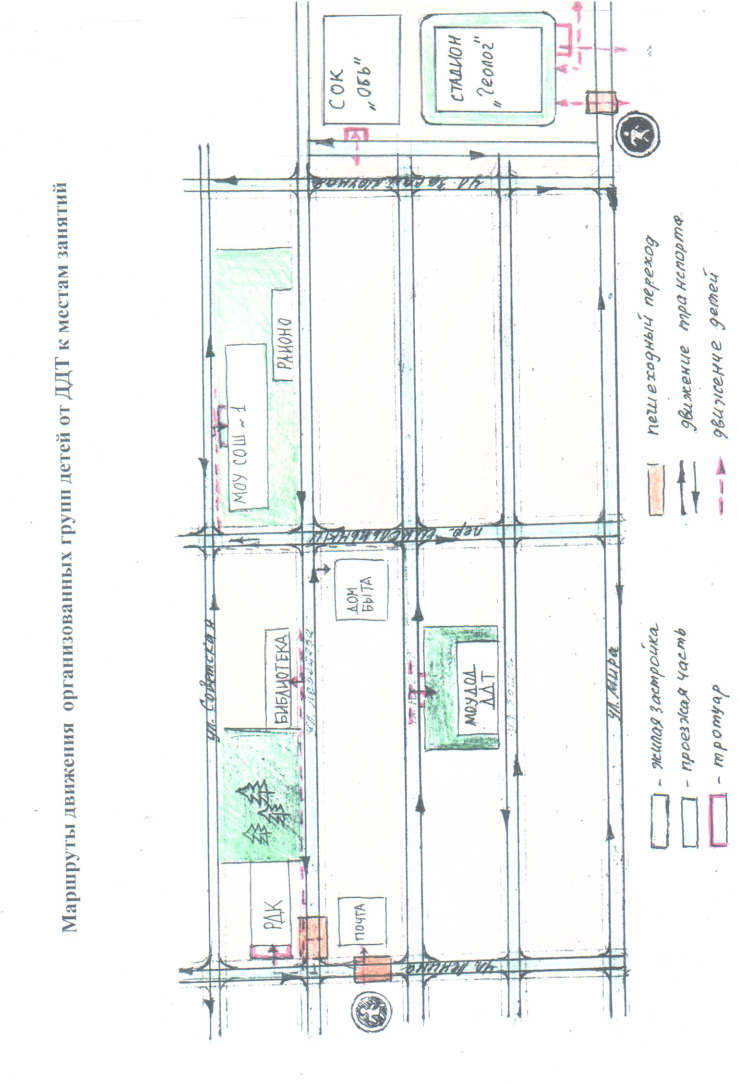 Маршруты движения организованных групп детей от ДДТ к местам занятий
СОК
„ОБЬ"
СТАДИОН
„Геолог"
МОУ СОШ ~ 1
РАЙОНО
ул. Заречная
ул. Советская
БИБЛИОТЕКА
пер. Школьный
ДОМ
БЫТА
МОУДОД
ДДТ
РДК
ПОЧТА
ул. Ленина
ул. Мира
- жилая застройка
- проезжая часть
- тротуар
пешеходный переход
движение транспорта
движение детей